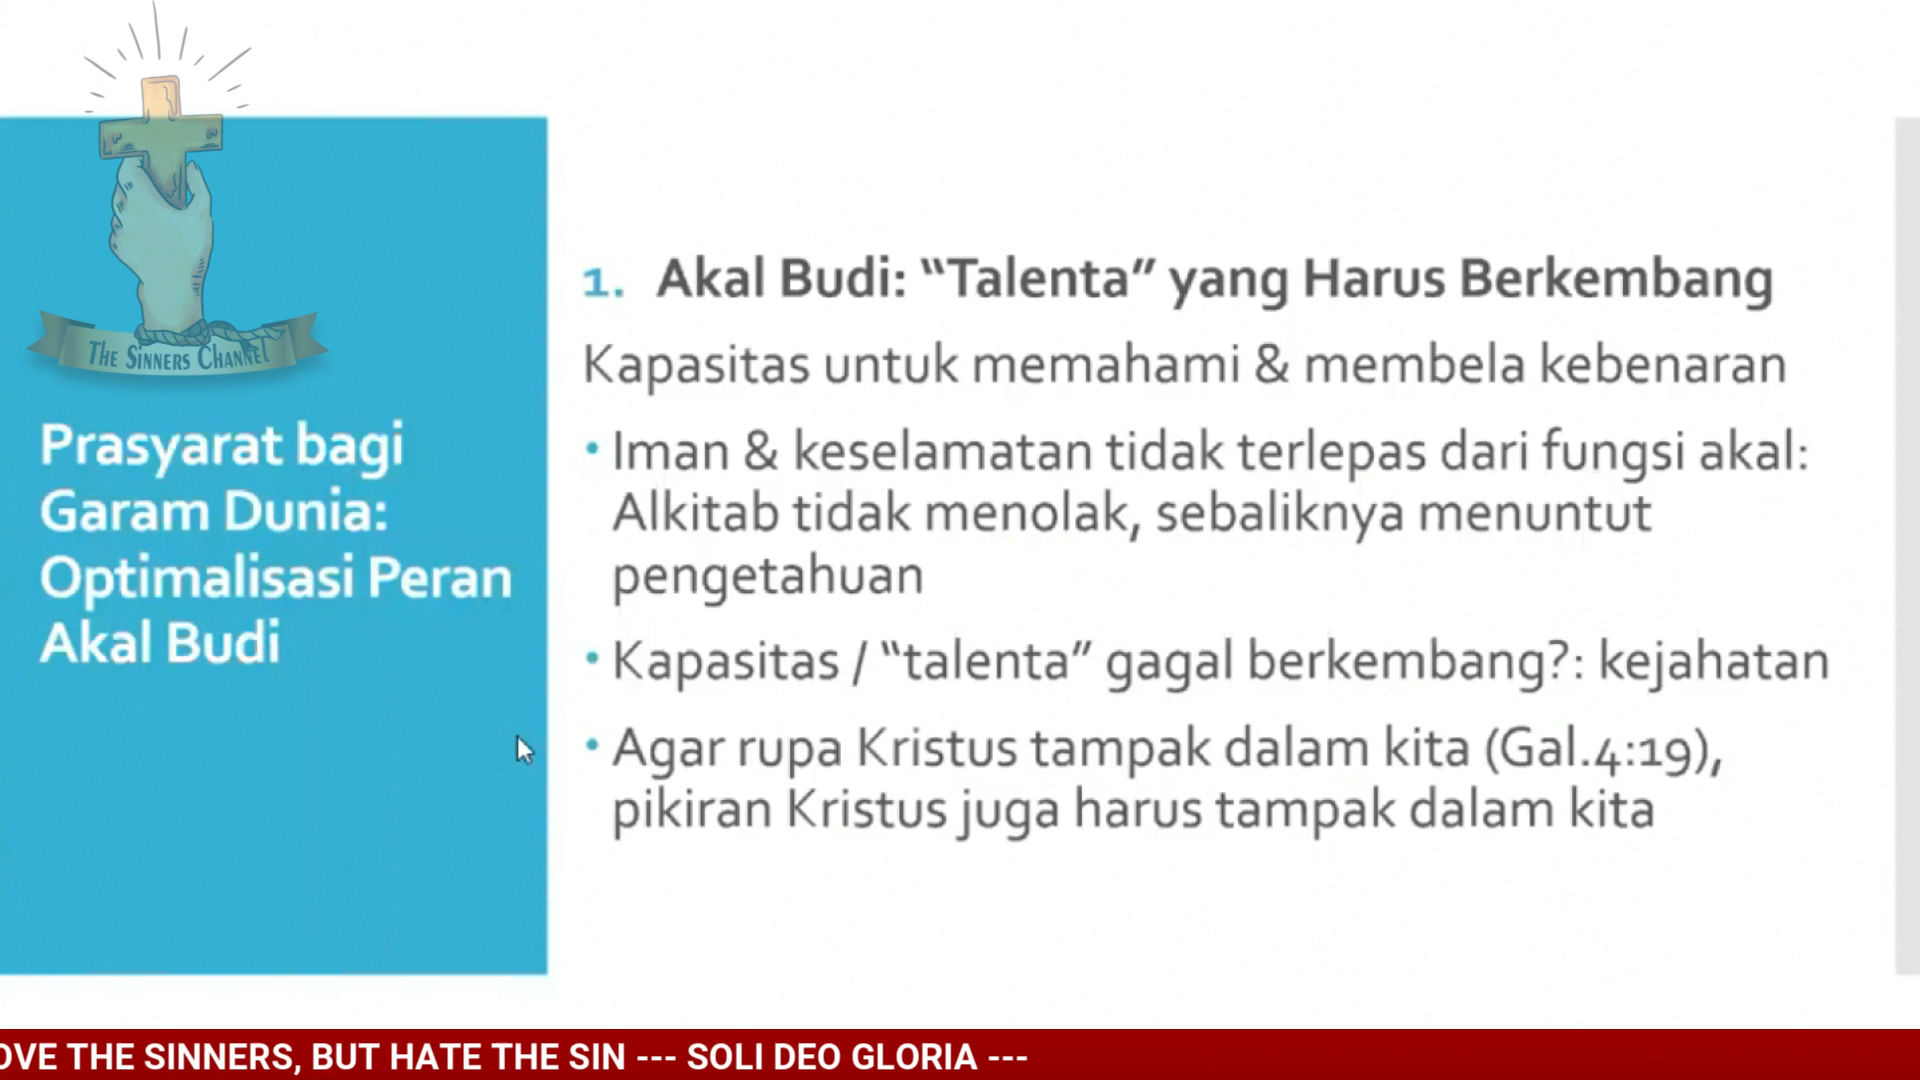 THE SINNERS CHANNEL
Prasyarat bagi
Garam Dunia:
Optimalisasi Peran
Akal Budi
1. Akal Budi: “Talenta” yang Harus Berkembang
Kapasitas untuk memahami & membela kebenaran
• Iman & keselamatan tidak terlepas dari fungsi akal:
Alkitab tidak menolak, sebaliknya menuntut
pengetahuan
• Kapasitas / “talenta” gagal berkembang?: kejahatan
• Agar rupa Kristus tampak dalam kita (Gal.4:19),
pikiran Kristus juga harus tampak dalam kita
OVE THE SINNERS, BUT HATE THE SIN --- SOLI DEO GLORIA ---